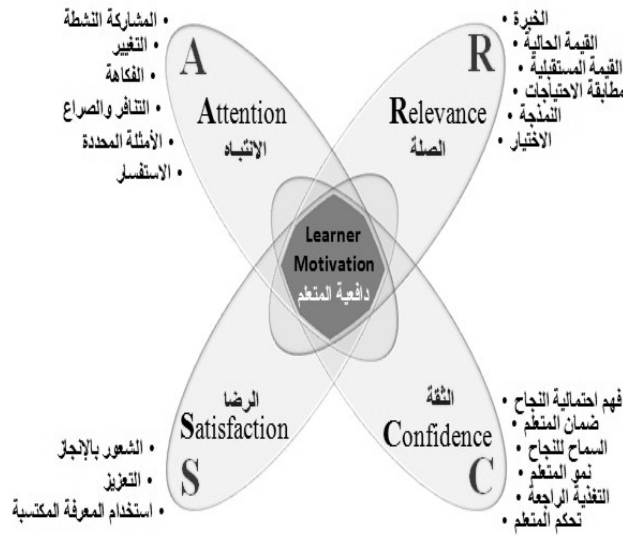 • المشاركة النشطة
• التغيير
• الفكاهة
• التنافر والصراع
• الأمثلة المحددة
• الاستفسار
A
Attention
الإنتباه
• الخبرة
• القيمة الحالية
• القيمة المستقبلية
• مطابقة الاحتياجات
• النمذجة
• الاختيار
R
Relevance
الصلة
Learner
Motivation
دافعية المتعلم
الرضا
Satisfaction
S
• الشعور بالإنجاز
• التعزيز
• استخدام المعرفة المكتسبة
الثقة
Confidence
C
• فهم احتمالية النجاح
• ضمان المتعلم
• السماح للنجاح
• نمو المتعلم
• التغذية الراجعة
• تحكم المتعلم